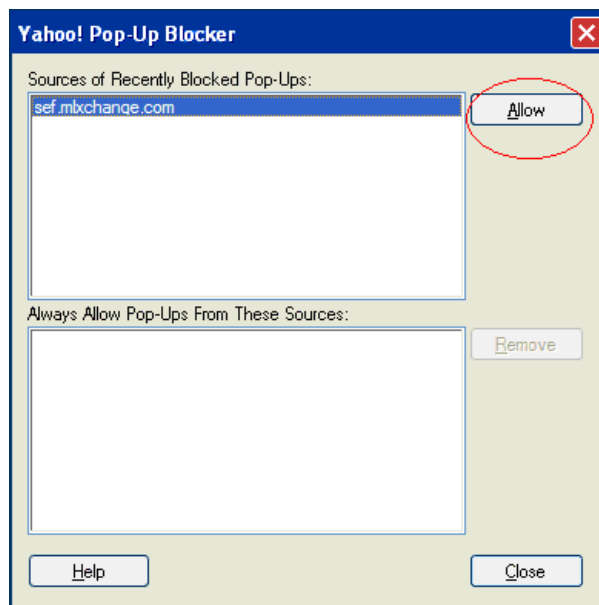 Yahoo! Pop-Up Blocker
Sources of Recently Blocked Pop-Ups:
sef.mlxchange.com
Allow
Always Allow Pop-Ups From These Sources:
Remove
Help
Close